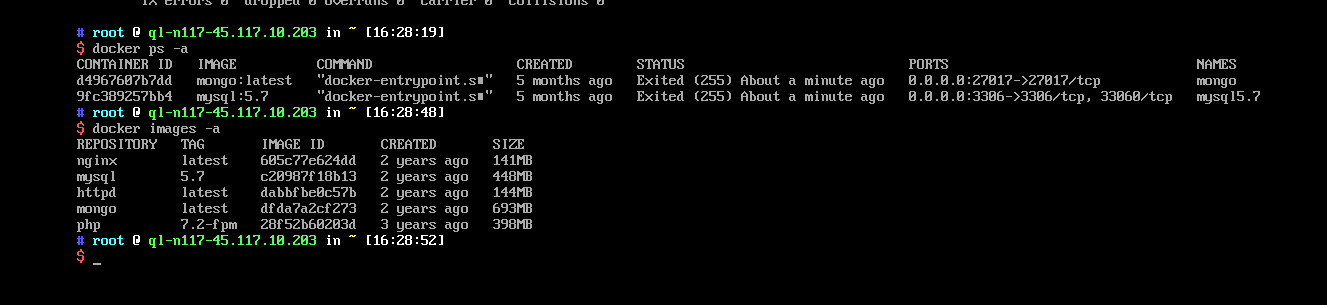 TX errors 0 dropped 0 overruns 0 carrier 0 collisions 0
# root @ ql-n117-45.117.10.203 in ~ [16:28:19]
$ docker ps -a
CONTAINER ID IMAGE COMMAND CREATED STATUS PORTS NAMES
d4967607b7dd mongo:latest "docker-entrypoint.s▪" 5 months ago Exited (255) About a minute ago 0.0.0.0:27017->27017/tcp mongo
9fc389257bb4 mysql:5.7 "docker-entrypoint.s▪" 5 months ago Exited (255) About a minute ago 0.0.0.0:3306->3306/tcp, 33060/tcp mysql5.7
# root @ ql-n117-45.117.10.203 in ~ [16:28:48]
$ docker images -a
REPOSITORY TAG IMAGE ID CREATED SIZE
nginx latest 605c77e624dd 2 years ago 141MB
mysql 5.7 c20987f18b13 2 years ago 448MB
httpd latest dabbfbe0c57b 2 years ago 144MB
mongo latest dfda7a2cf273 2 years ago 693MB
php 7.2-fpm 28f52b60203d 3 years ago 398MB
# root @ ql-n117-45.117.10.203 in ~ [16:28:52]
$ _